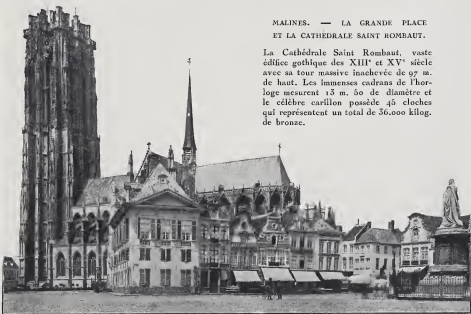 MALINES. — LA GRANDE PLACE
ET LA CATHEDRALE SAINT ROMBAUT.
La Cathédrale Saint Rombaut, vaste
édifice gothique des XIIIe et XVe siècle
avec sa tour massive inachevée de 97 m.
de haut. Les immenses cadrans de l'hor-
loge mesurent 13 m. 50 de diamètre et
le célèbre carillon possède 45 cloches
qui représentent un total de 36.000 kilog.
de bronze.